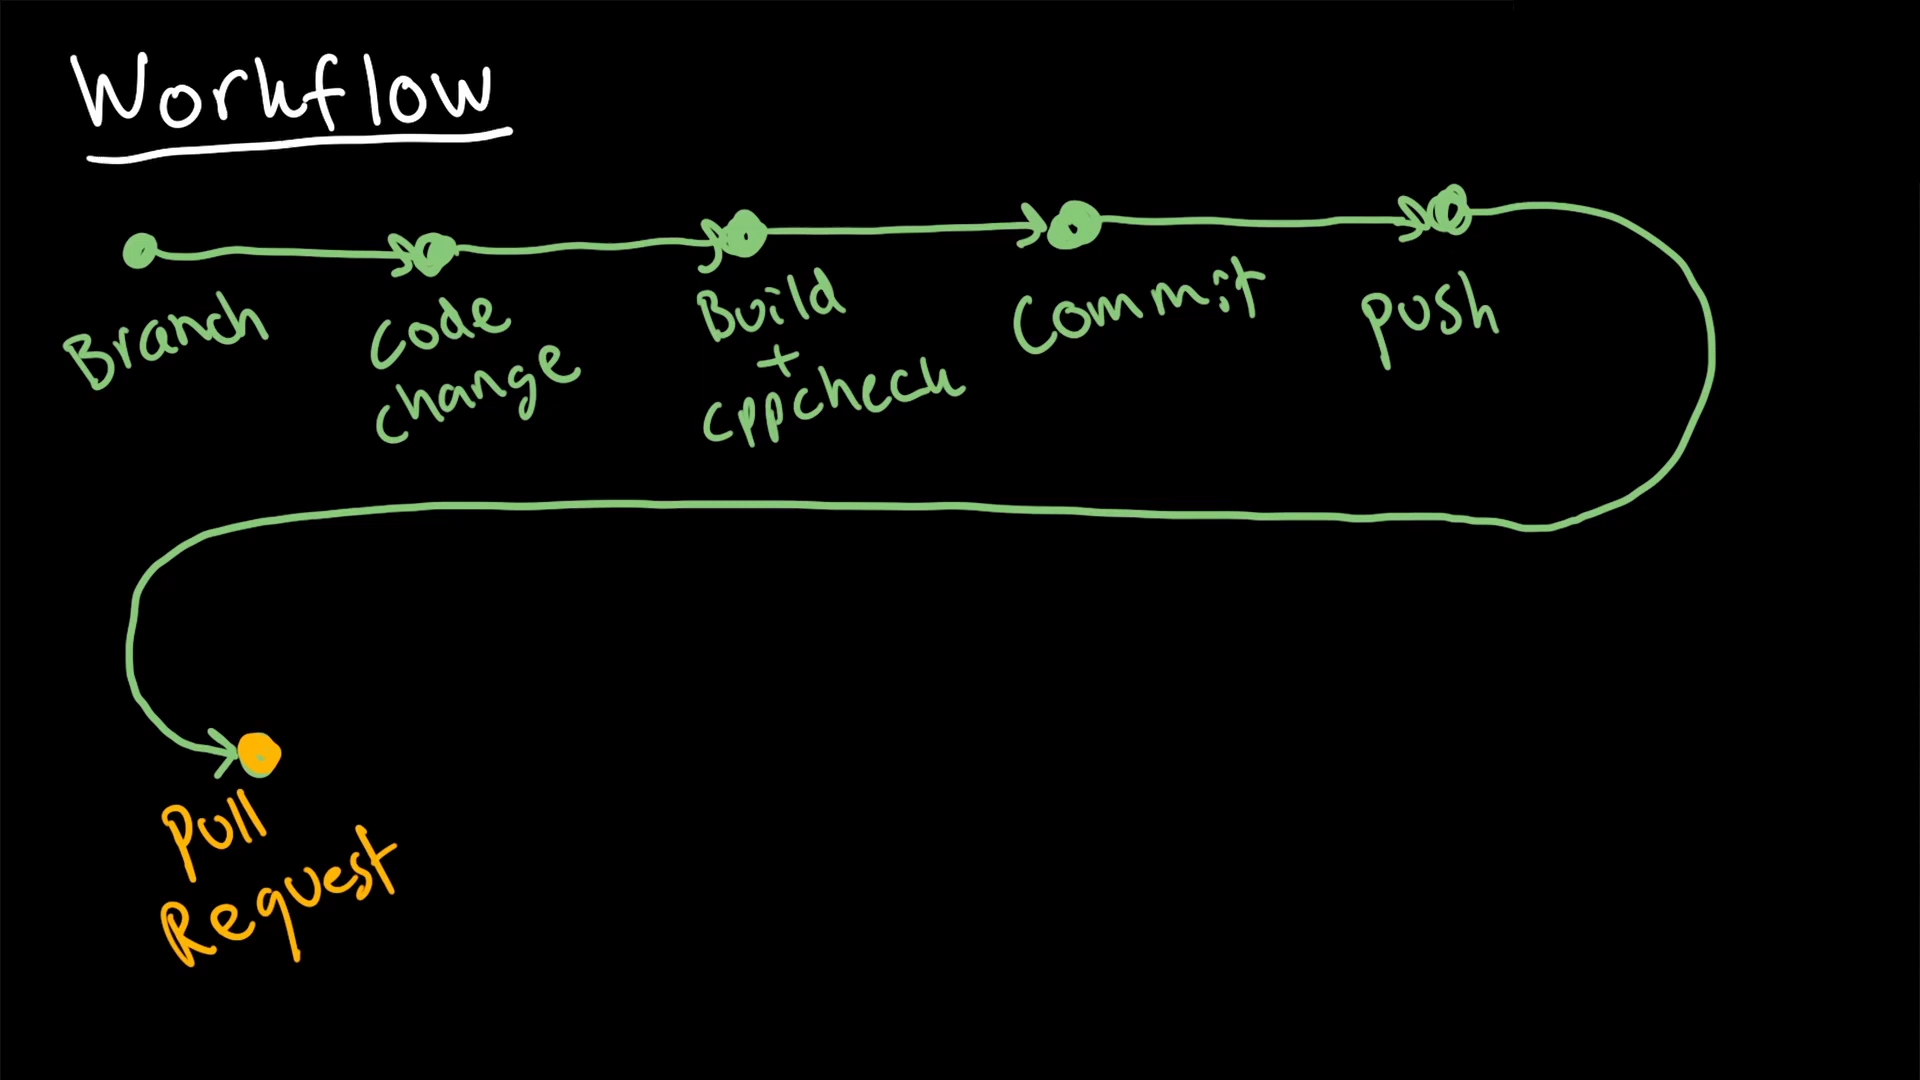 Workflow
Branch
Code
change
Build
+
cppcheck
Commit
push
Pull
Request